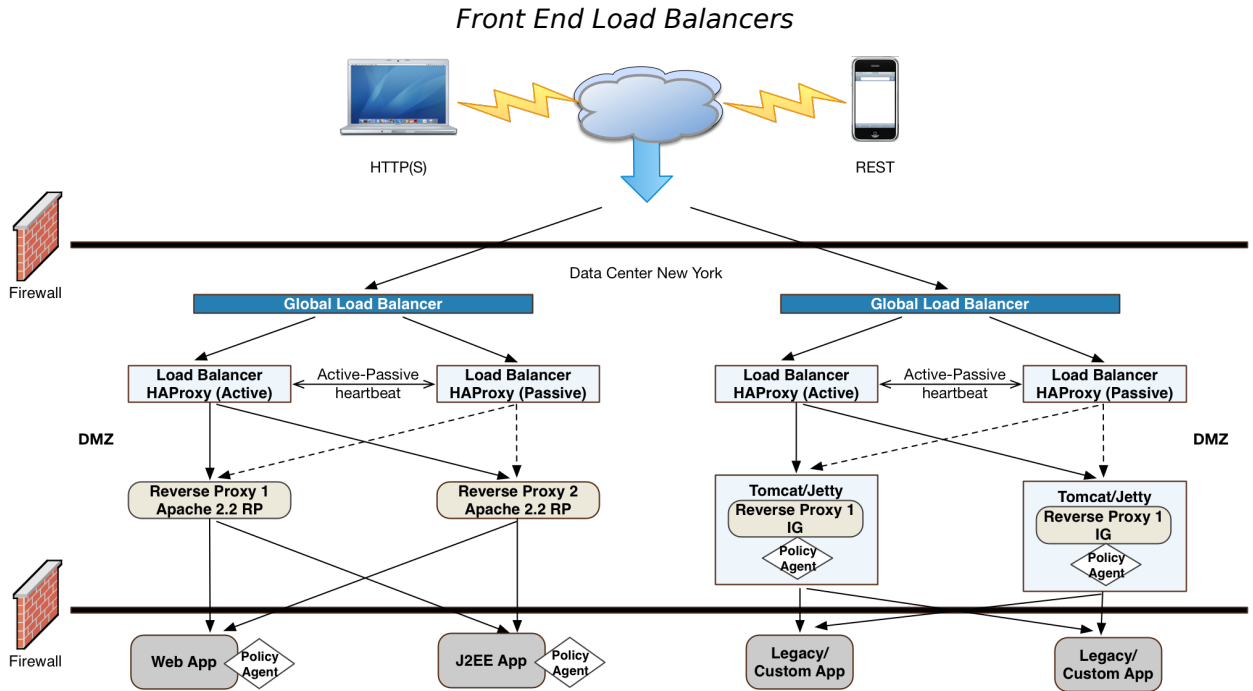 Front End Load Balancers
HTTP(S)
REST
Firewall
Data Center New York
Global Load Balancer
Global Load Balancer
Load Balancer
HAProxy (Active)
Active-Passive
heartbeat
Load Balancer
HAProxy (Passive)
Load Balancer
HAProxy (Active)
Active-Passive
heartbeat
Load Balancer
HAProxy (Passive)
DMZ
DMZ
Reverse Proxy 1
Apache 2.2 RP
Reverse Proxy 2
Apache 2.2 RP
Tomcat/Jetty
Reverse Proxy 1
IG
Policy
Agent
Tomcat/Jetty
Reverse Proxy 1
IG
Policy
Agent
Firewall
Web App
Policy
Agent
J2EE App
Policy
Agent
Legacy/
Custom App
Legacy/
Custom App